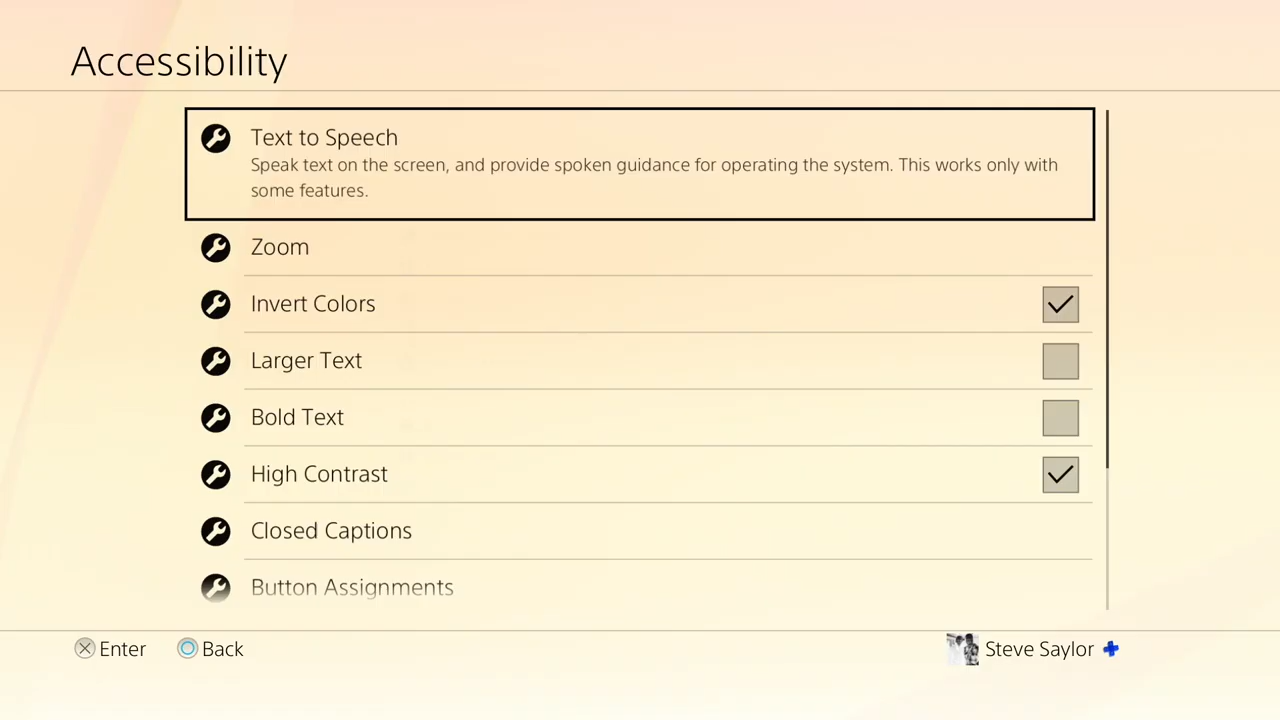 Accessibility
Text to Speech
Speak text on the screen, and provide spoken guidance for operating the system. This works only with
some features.
Zoom
Invert Colors
Larger Text
Bold Text
High Contrast
Closed Captions
Button Assignments
Enter
Back
Steve Saylor